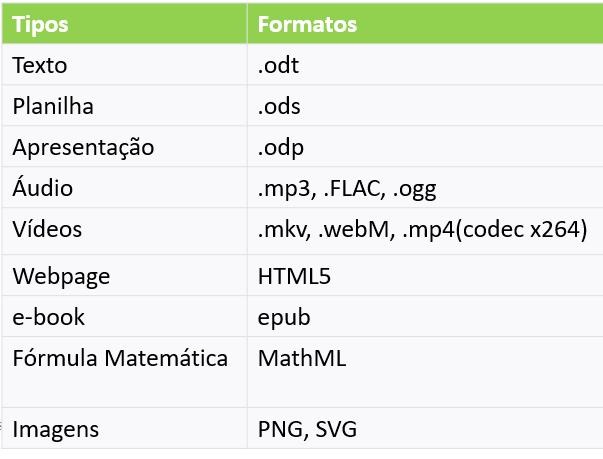 Tipos Formatos
Texto .odt
Planilha .ods
Apresentação .odp
Áudio .mp3, .FLAC, .ogg
Vídeos .mkv, .webM, .mp4(codec x264)
Webpage HTML5
e-book epub
Fórmula Matemática MathML
Imagens PNG, SVG